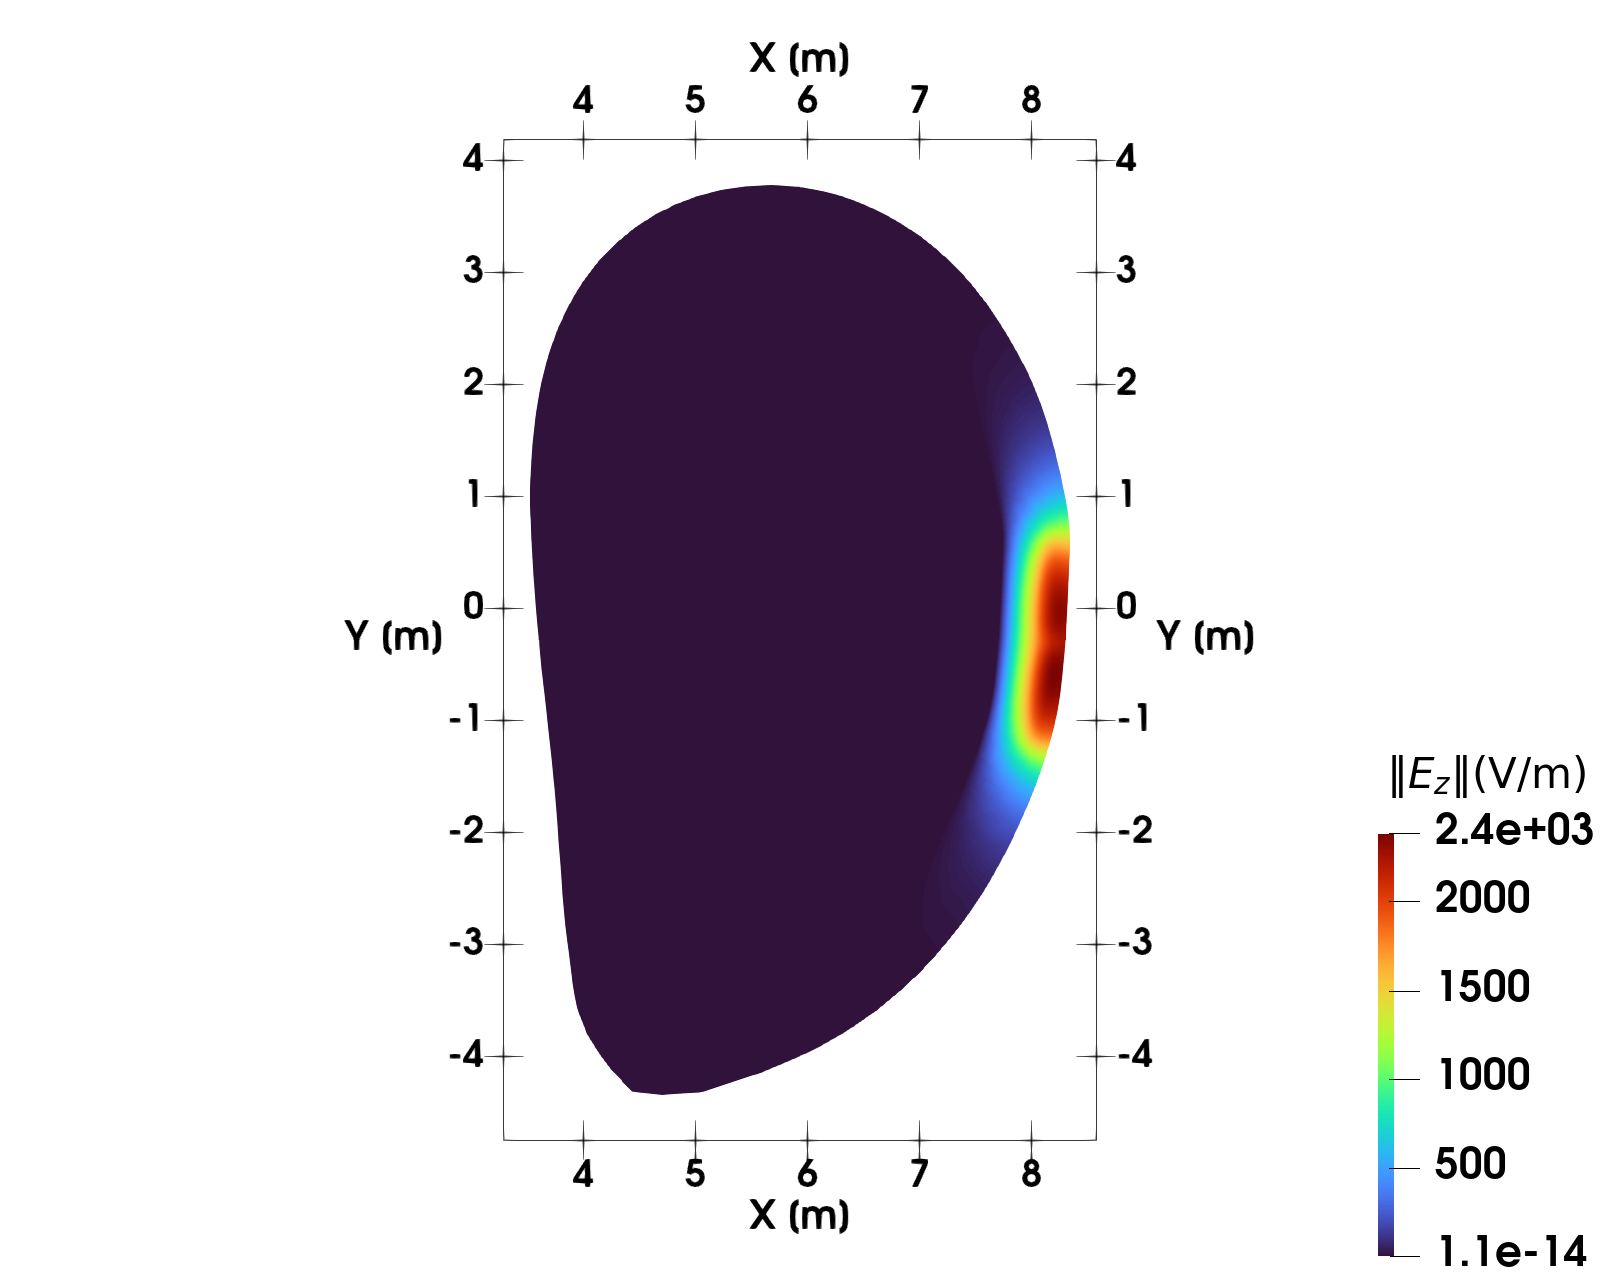 X (m)
4 5 6 7 8
4 4
3 3
2 2
1 1
0 0
Y (m) Y (m)
-1 -1
-2 -2
-3 -3
-4 -4
4 5 6 7 8
X (m)
‖E_z‖(V/m)
2.4e+03
2000
1500
1000
500
1.1e-14